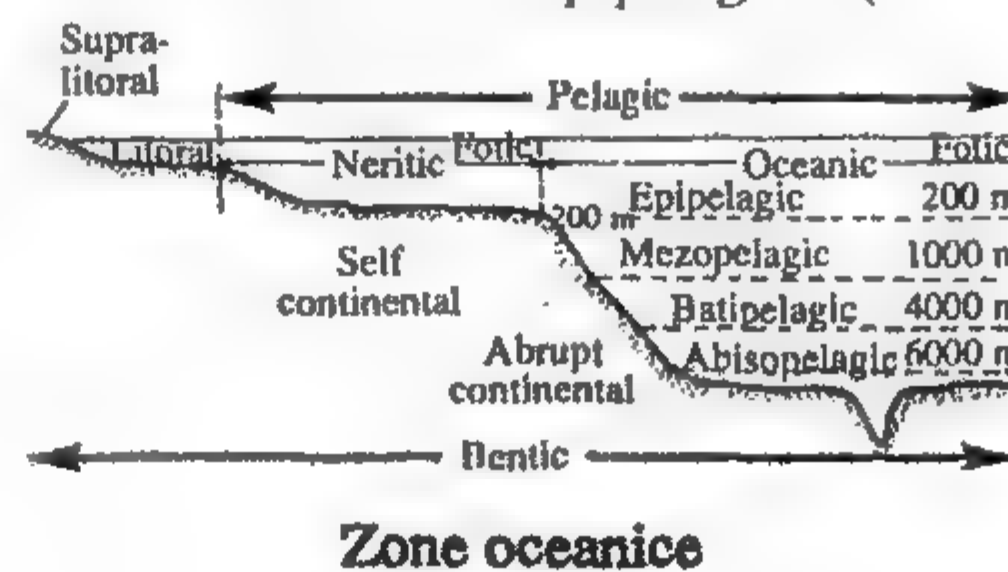 Supra-
litoral
Pelagic
Litoral
Neritic
Fotic
Oceanic
Fotic
Epipelagic 200 m
200 m
Mezopelagic 1000 m
Batipelagic 4000 m
Abisopelagic 6000 m
Self
continental
Abrupt
continental
Bentic
Zone oceanice